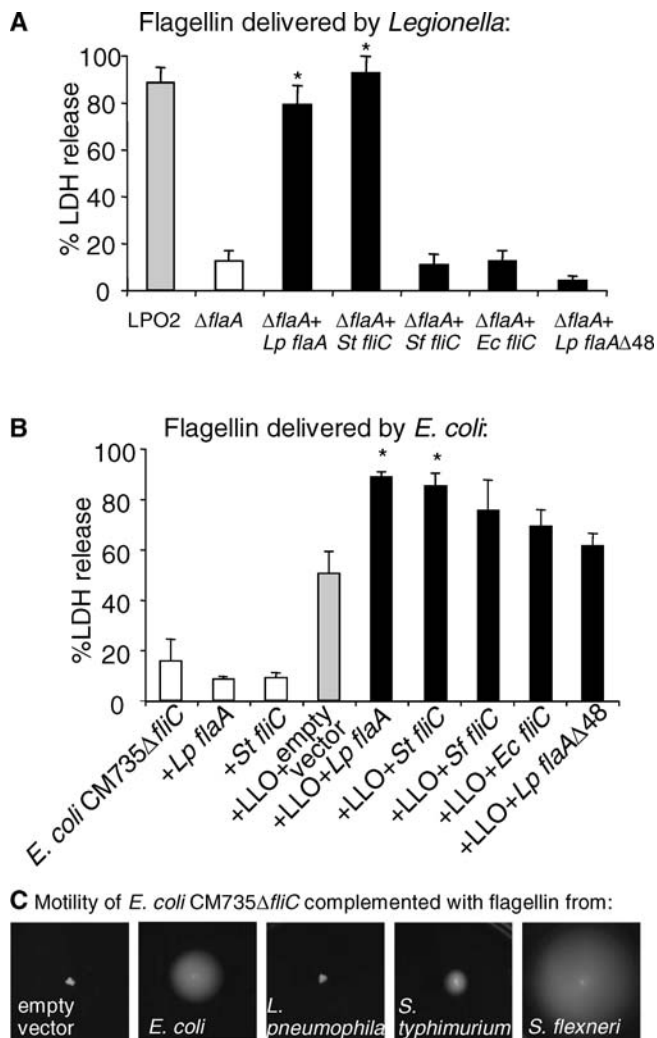 A Flagellin delivered by Legionella:
% LDH release
100
80
60
40
20
0
* *
LPO2 ΔflaA ΔflaA+ ΔflaA+ ΔflaA+ ΔflaA+ ΔflaA+
Lp flaA St fliC Sf fliC Ec fliC Lp flaAΔ48
B Flagellin delivered by E. coli:
%LDH release
100
80
60
40
20
0
* *
E. coli CM735ΔfliC
+Lp flaA
+St fliC
+LLO+empty
vector
+LLO+Lp flaA
+LLO+St fliC
+LLO+Sf fliC
+LLO+Ec fliC
+LLO+Lp flaAΔ48
C Motility of E. coli CM735ΔfliC complemented with flagellin from:
empty
vector
E. coli
L.
pneumophila
S.
typhimurium
S. flexneri